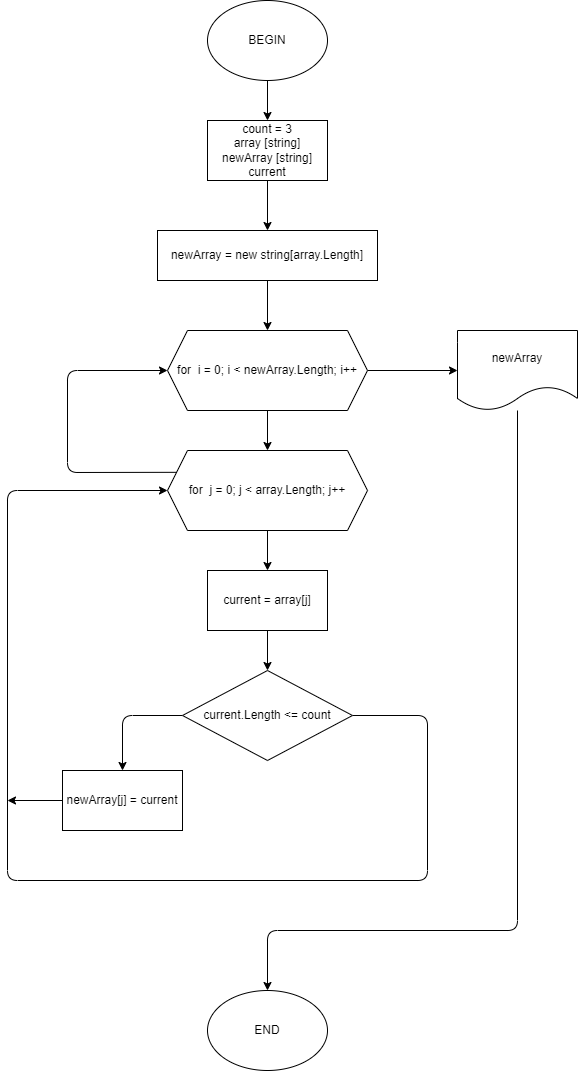 BEGIN
count = 3
array [string]
newArray [string]
current
newArray = new string[array.Length]
for  i = 0; i < newArray.Length; i++
newArray
for  j = 0; j < array.Length; j++
current = array[j]
current.Length <= count
newArray[j] = current
END